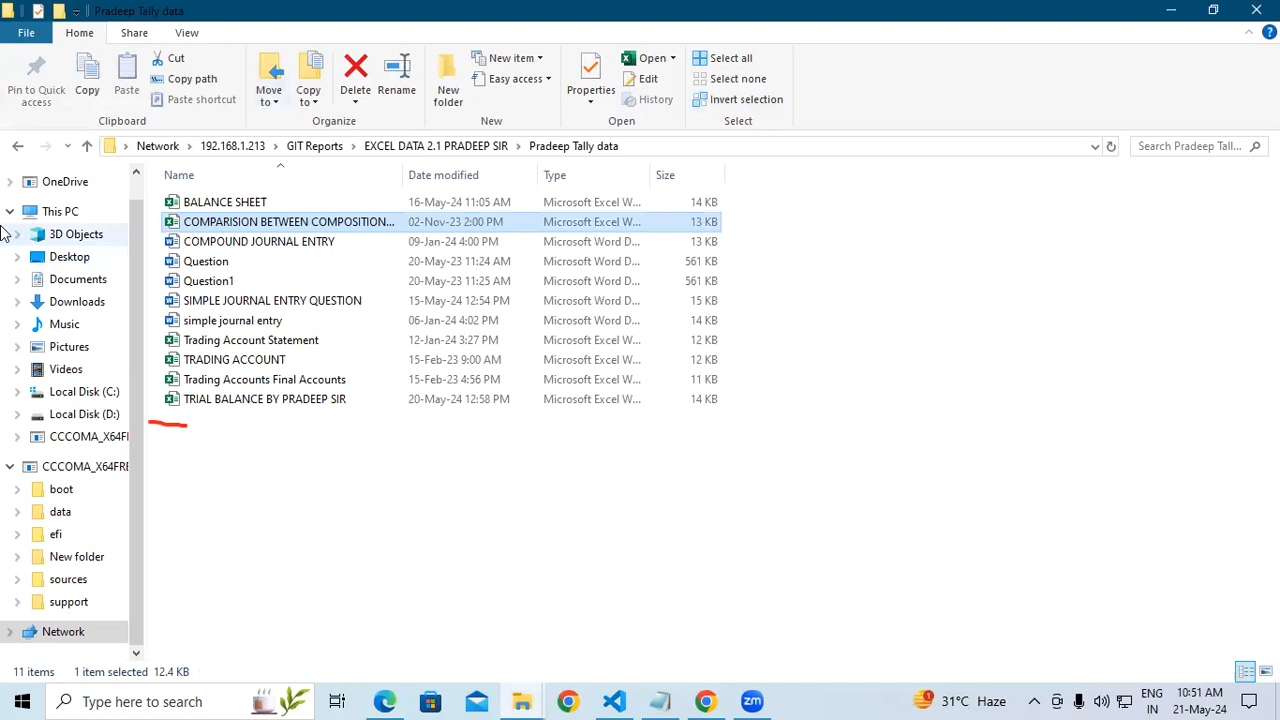 Pradeep Tally data
File Home Share View
Pin to Quick access
Copy
Paste
Cut
Copy path
Paste shortcut
Clipboard
Move to
Copy to
Delete
Rename
Organize
New folder
New item
Easy access
New
Properties
Open
Edit
History
Open
Select all
Select none
Invert selection
Select
Network > 192.168.1.213 > GIT Reports > EXCEL DATA 2.1 PRADEEP SIR > Pradeep Tally data
Search Pradeep Tall...
OneDrive
This PC
3D Objects
Desktop
Documents
Downloads
Music
Pictures
Videos
Local Disk (C:)
Local Disk (D:)
CCCOMA_X64FRE
CCCOMA_X64FRE
boot
data
efi
New folder
sources
support
Network
Name Date modified Type Size
BALANCE SHEET 16-May-24 11:05 AM Microsoft Excel W... 14 KB
COMPARISION BETWEEN COMPOSITION... 02-Nov-23 2:00 PM Microsoft Excel W... 13 KB
COMPOUND JOURNAL ENTRY 09-Jan-24 4:00 PM Microsoft Word D... 13 KB
Question 20-May-23 11:24 AM Microsoft Word D... 561 KB
Question1 20-May-23 11:25 AM Microsoft Word D... 561 KB
SIMPLE JOURNAL ENTRY QUESTION 15-May-24 12:54 PM Microsoft Word D... 15 KB
simple journal entry 06-Jan-24 4:02 PM Microsoft Word D... 14 KB
Trading Account Statement 12-Jan-24 3:27 PM Microsoft Excel W... 12 KB
TRADING ACCOUNT 15-Feb-23 9:00 AM Microsoft Excel W... 12 KB
Trading Accounts Final Accounts 15-Feb-23 4:56 PM Microsoft Excel W... 11 KB
TRIAL BALANCE BY PRADEEP SIR 20-May-24 12:58 PM Microsoft Excel W... 14 KB
11 items 1 item selected 12.4 KB
Type here to search
31°C Haze
ENG
IN
10:51 AM
21-May-24